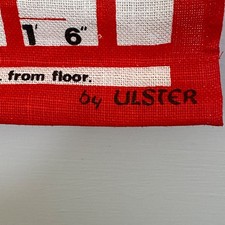 1' 6"
. from floor.
by ULSTER